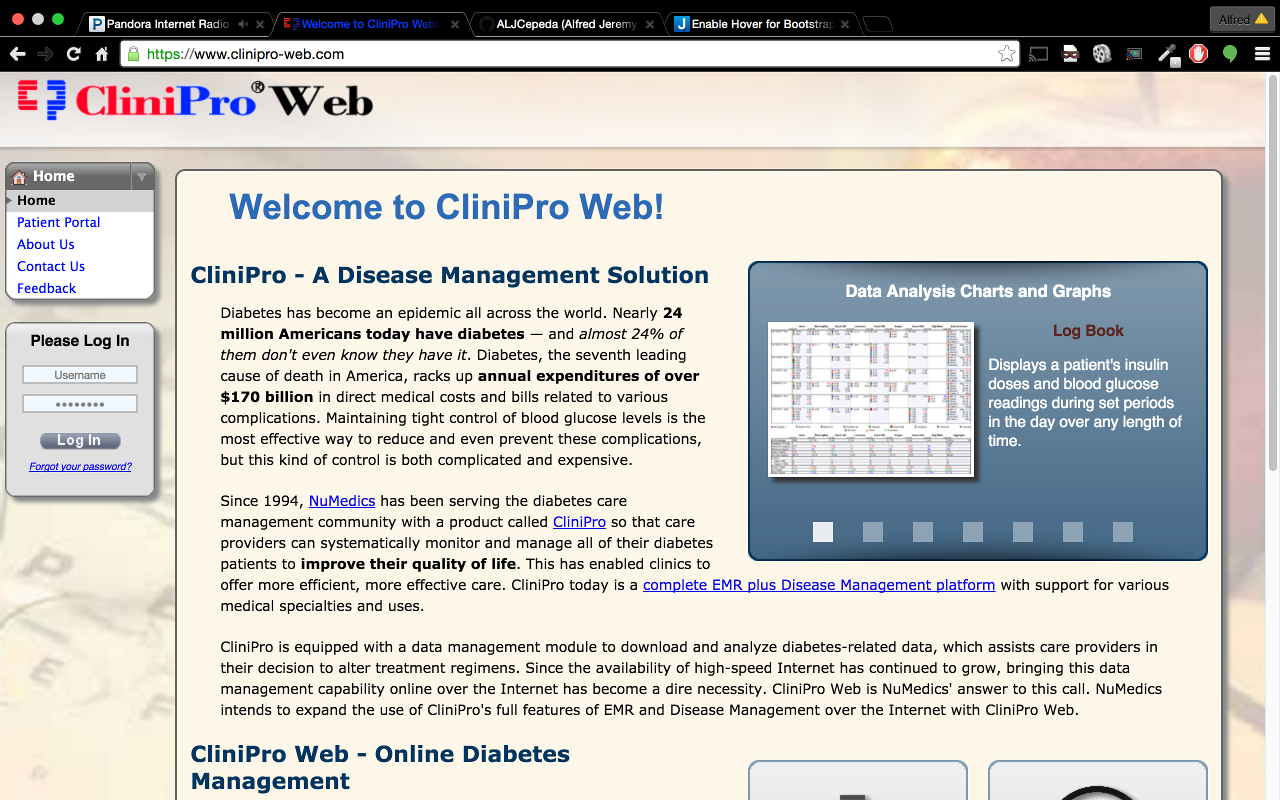 Pandora Internet Radio
Welcome to CliniPro Web!
ALJCepeda (Alfred Jeremy
Enable Hover for Bootstrap
Alfred
https://www.clinipro-web.com
CliniPro® Web
Home
Home
Patient Portal
About Us
Contact Us
Feedback
Please Log In
Username
••••••••
Log In
Forgot your password?
Welcome to CliniPro Web!
CliniPro - A Disease Management Solution
Diabetes has become an epidemic all across the world. Nearly 24
million Americans today have diabetes — and almost 24% of
them don't even know they have it. Diabetes, the seventh leading
cause of death in America, racks up annual expenditures of over
$170 billion in direct medical costs and bills related to various
complications. Maintaining tight control of blood glucose levels is the
most effective way to reduce and even prevent these complications,
but this kind of control is both complicated and expensive.
Since 1994, NuMedics has been serving the diabetes care
management community with a product called CliniPro so that care
providers can systematically monitor and manage all of their diabetes
patients to improve their quality of life. This has enabled clinics to
offer more efficient, more effective care. CliniPro today is a complete EMR plus Disease Management platform with support for various
medical specialties and uses.
CliniPro is equipped with a data management module to download and analyze diabetes-related data, which assists care providers in
their decision to alter treatment regimens. Since the availability of high-speed Internet has continued to grow, bringing this data
management capability online over the Internet has become a dire necessity. CliniPro Web is NuMedics' answer to this call. NuMedics
intends to expand the use of CliniPro's full features of EMR and Disease Management over the Internet with CliniPro Web.
Data Analysis Charts and Graphs
Log Book
Displays a patient's insulin
doses and blood glucose
readings during set periods
in the day over any length of
time.
CliniPro Web - Online Diabetes
Management